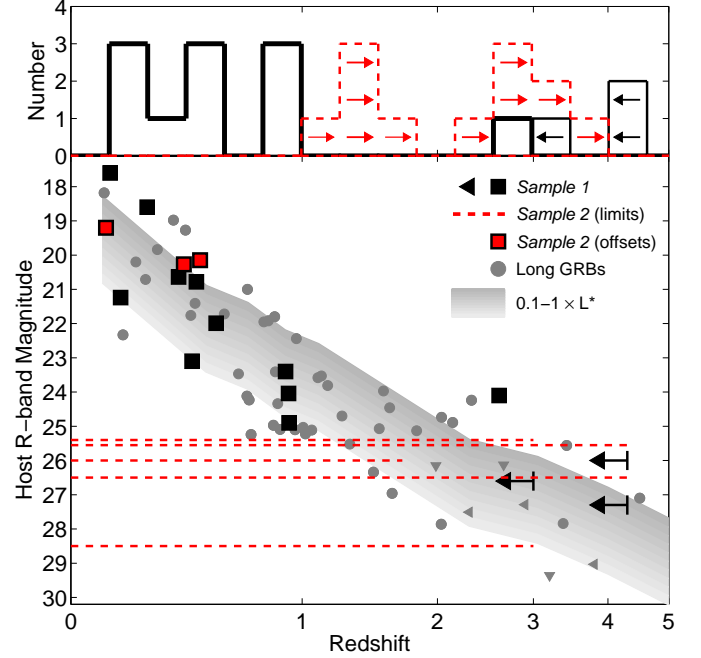 4
3
2
1
0
Number
18
19
20
21
22
23
24
25
26
27
28
29
30
Host R−band Magnitude
Sample 1
Sample 2 (limits)
Sample 2 (offsets)
Long GRBs
0.1−1 × L*
0 1 2 3 4 5
Redshift